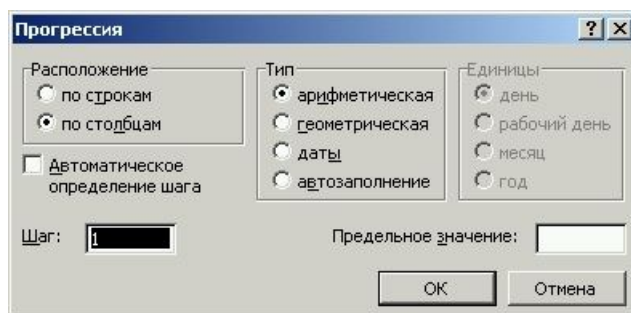 Прогрессия
Расположение
по строкам
по столбцам
Автоматическое
определение шага
Тип
арифметическая
геометрическая
даты
автозаполнение
Единицы
день
рабочий день
месяц
год
Шаг: 1
Предельное значение:
ОК
Отмена